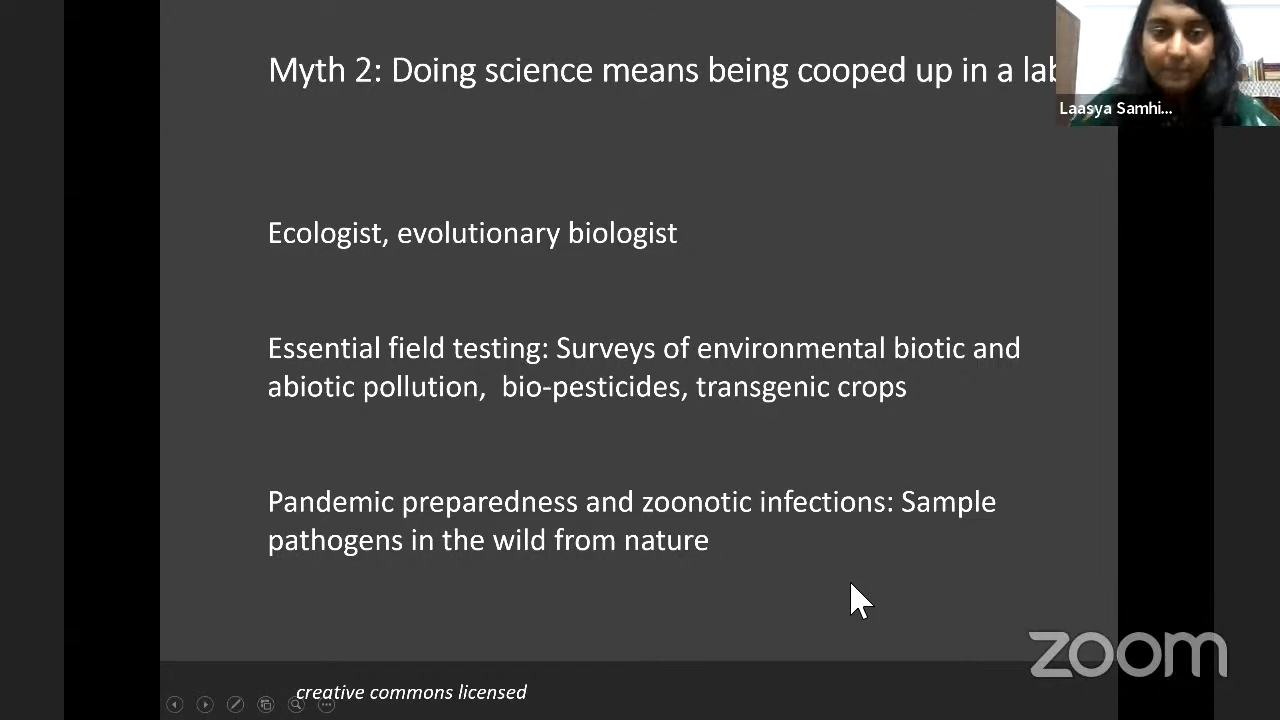 Myth 2: Doing science means being cooped up in a lab
Laasya Samhi...
Ecologist, evolutionary biologist
Essential field testing: Surveys of environmental biotic and
abiotic pollution, bio-pesticides, transgenic crops
Pandemic preparedness and zoonotic infections: Sample
pathogens in the wild from nature
zoom
creative commons licensed